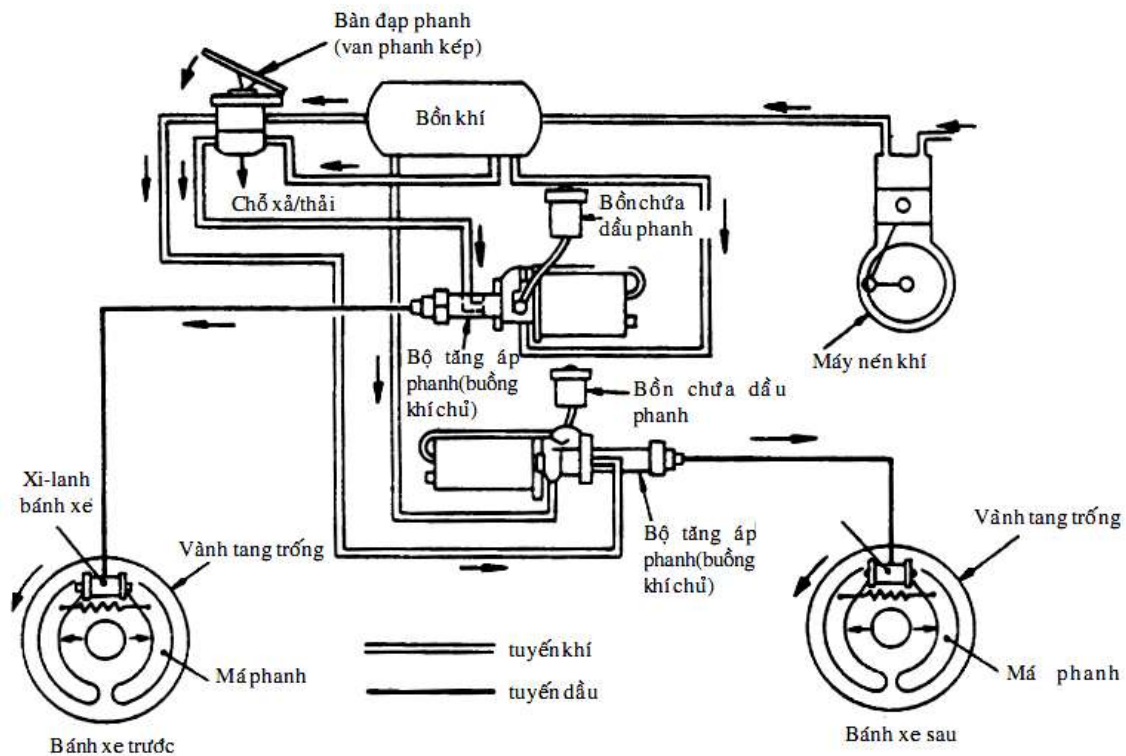 Bàn đạp phanh
(van phanh kép)
Bồn khí
Chỗ xả/thải
Bồn chứa
dầu phanh
Máy nén khí
Bộ tăng áp
phanh(buồng
khí chủ)
Bồn chưa dầu
phanh
Xi-lanh
bánh xe
Vành tang trống
Bộ tăng áp
phanh(buồng
khí chủ)
Vành tang trống
Má phanh
tuyến khí
tuyến dầu
Má phanh
Bánh xe trước
Bánh xe sau